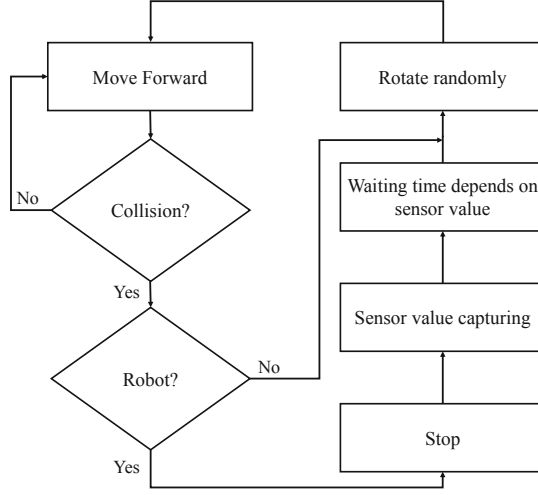 Move Forward
Rotate randomly
No
Collision?
Waiting time depends on
sensor value
Yes
Sensor value capturing
No
Robot?
Stop
Yes